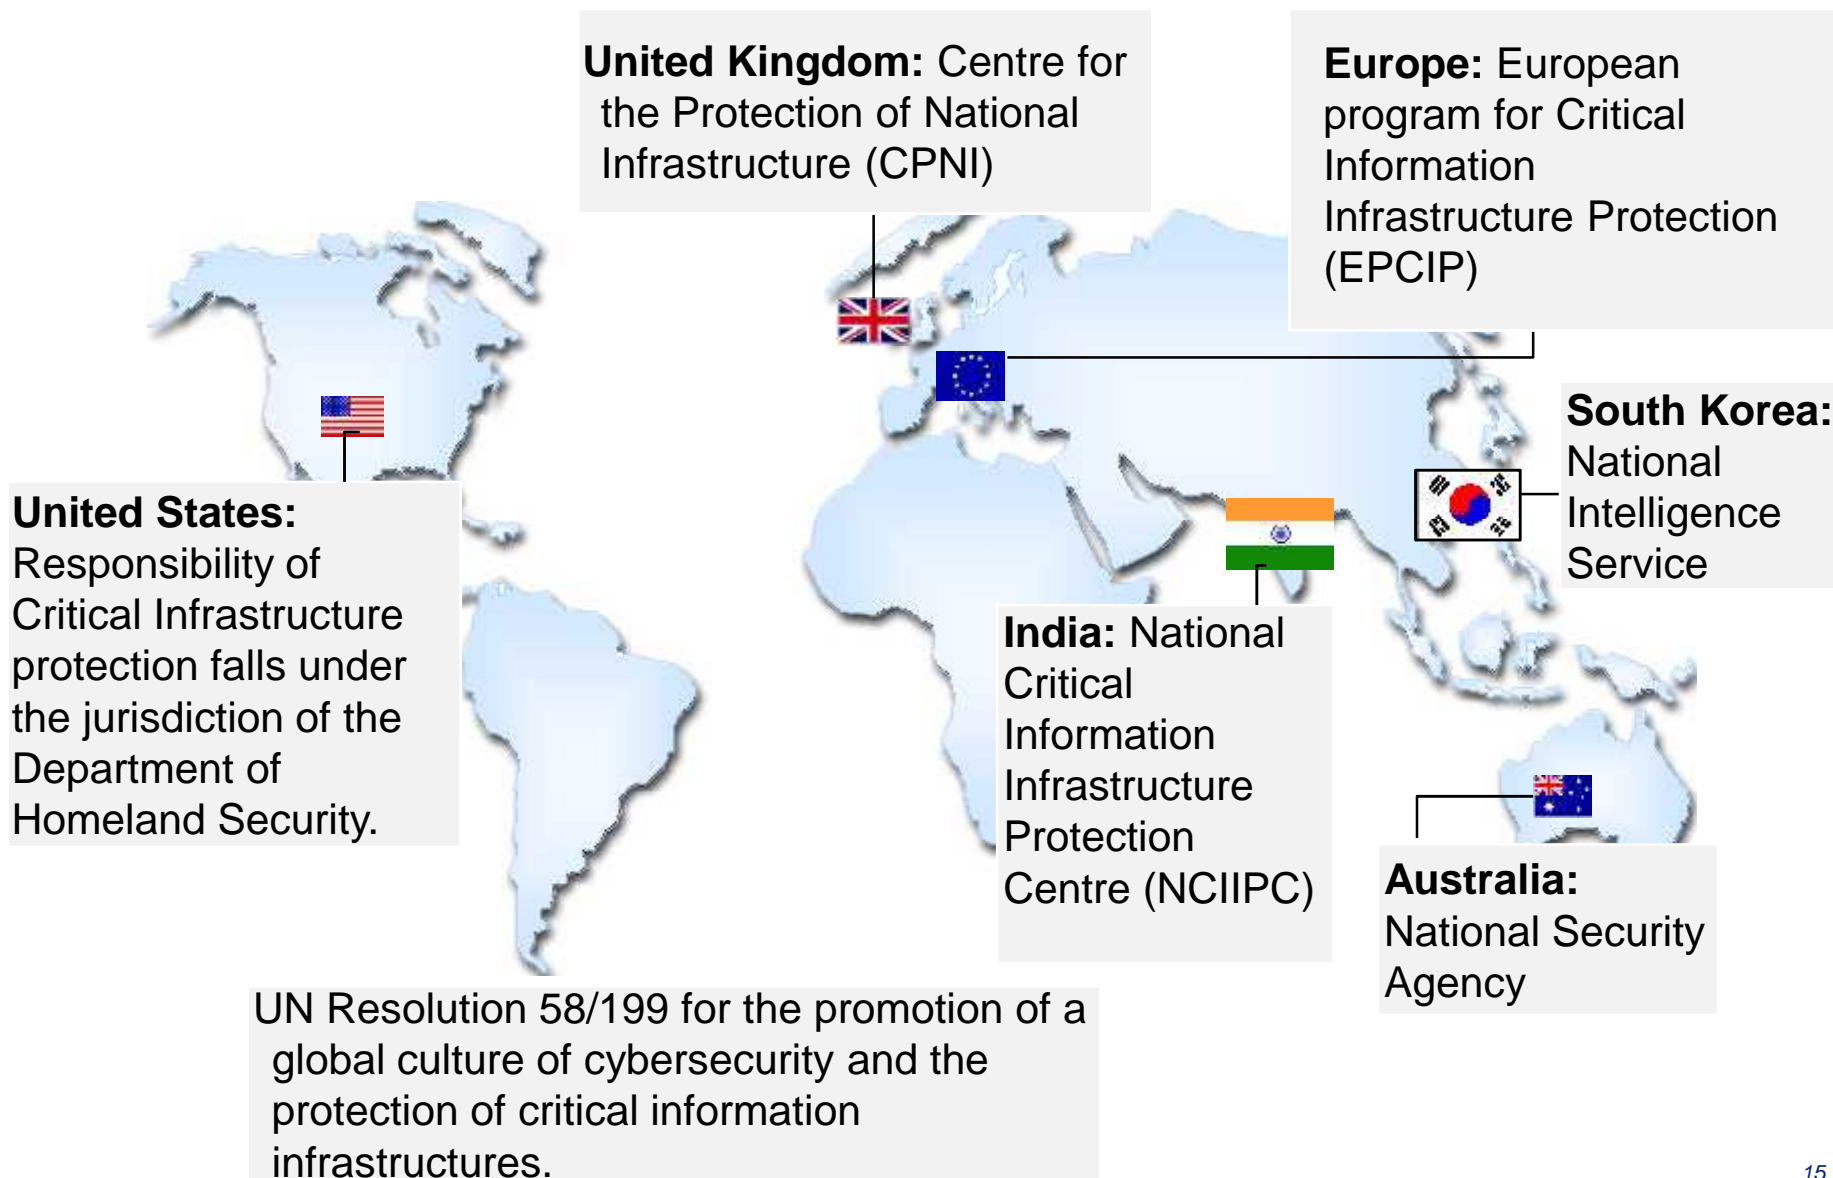 United Kingdom: Centre for
the Protection of National
Infrastructure (CPNI)
Europe: European
program for Critical
Information
Infrastructure Protection
(EPCIP)
South Korea:
National
Intelligence
Service
United States:
Responsibility of
Critical Infrastructure
protection falls under
the jurisdiction of the
Department of
Homeland Security.
India: National
Critical
Information
Infrastructure
Protection
Centre (NCIIPC)
Australia:
National Security
Agency
UN Resolution 58/199 for the promotion of a
global culture of cybersecurity and the
protection of critical information
infrastructures.
15